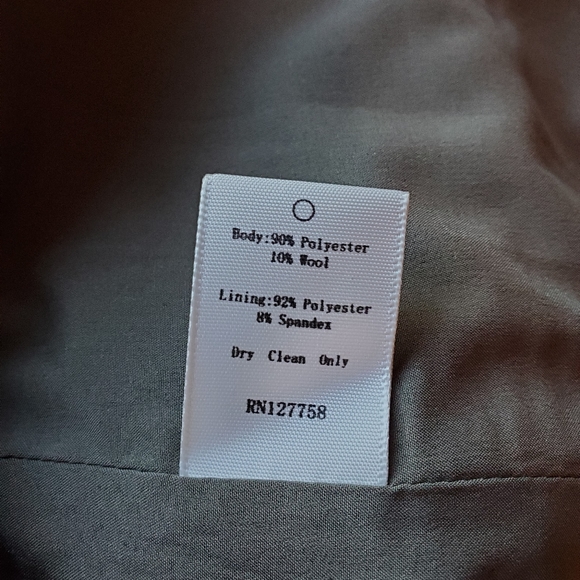 Body:90% Polyester
10% Wool
Lining:92% Polyester
8% Spandex
Dry Clean Only
RN127758